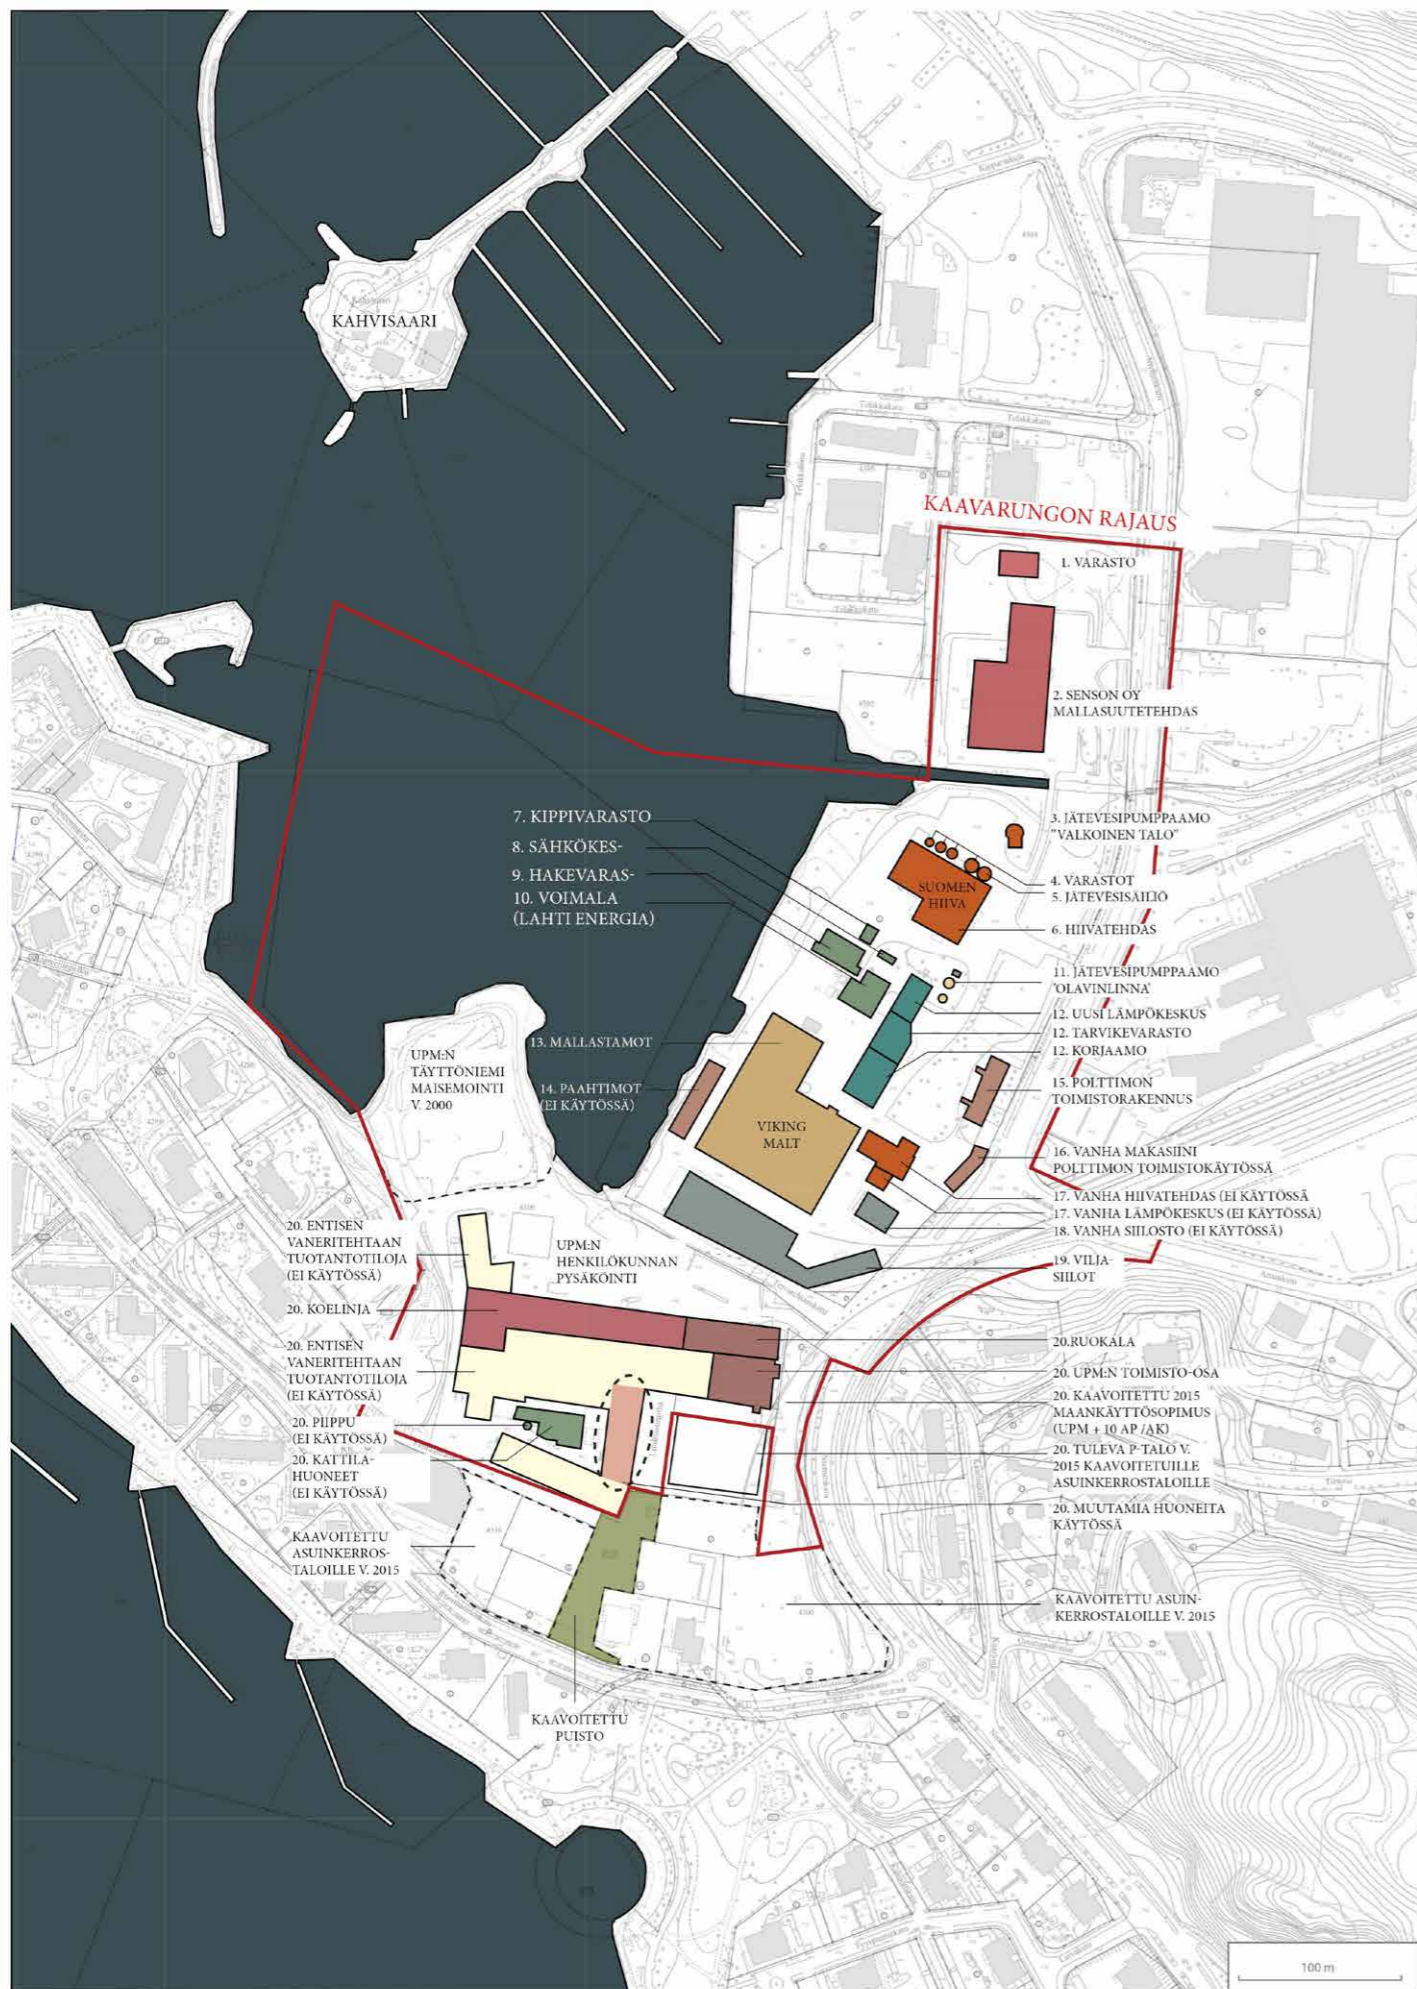 KAHVISAARI
KAAVARUNGON RAJAUS
1. VARASTO
2. SENSON OY
MALLASUUTETEHDAS
3. JÄTEVESIPUMPPAAMO
"VALKOINEN TALO"
4. VARASTOT
5. JÄTEVESISÄILIÖ
6. HIIVATEHDAS
SUOMEN
HIIVA
7. KIPPIVARASTO
8. SÄHKÖKES-
9. HAKEVARAS-
10. VOIMALA
(LAHTI ENERGIA)
11. JÄTEVESIPUMPPAAMO
'OLAVINLINNA'
12. UUSI LÄMPÖKESKUS
12. TARVIKEVARASTO
12. KORJAAMO
13. MALLASTAMOT
14. PAAHTIMOT
(EI KÄYTÖSSÄ)
VIKING
MALT
15. POLTTIMON
TOIMISTORAKENNUS
16. VANHA MAKASIINI
POLTTIMON TOIMISTOKÄYTÖSSÄ
17. VANHA HIIVATEHDAS (EI KÄYTÖSSÄ
17. VANHA LÄMPÖKESKUS (EI KÄYTÖSSÄ)
18. VANHA SIILOSTO (EI KÄYTÖSSÄ)
19. VILJA-
SIILOT
UPM:N
TÄYTTÖNIEMI
MAISEMOINTI
V. 2000
UPM:N
HENKILÖKUNNAN
PYSÄKÖINTI
20. ENTISEN
VANERITEHTAAN
TUOTANTOTILOJA
(EI KÄYTÖSSÄ)
20. KOELINJA
20. ENTISEN
VANERITEHTAAN
TUOTANTOTILOJA
(EI KÄYTÖSSÄ)
20. PIIPPU
(EI KÄYTÖSSÄ)
20. KATTILA-
HUONEET
(EI KÄYTÖSSÄ)
KAAVOITETTU
ASUINKERROS-
TALOILLE V. 2015
20.RUOKALA
20. UPM:N TOIMISTO-OSA
20. KAAVOITETTU 2015
MAANKÄYTTÖSOPIMUS
(UPM + 10 AP /AK)
20. TULEVA P-TALO V.
2015 KAAVOITETUILLE
ASUINKERROSTALOILLE
20. MUUTAMIA HUONEITA
KÄYTÖSSÄ
KAAVOITETTU ASUIN-
KERROSTALOILLE V. 2015
KAAVOITETTU
PUISTO
100 m